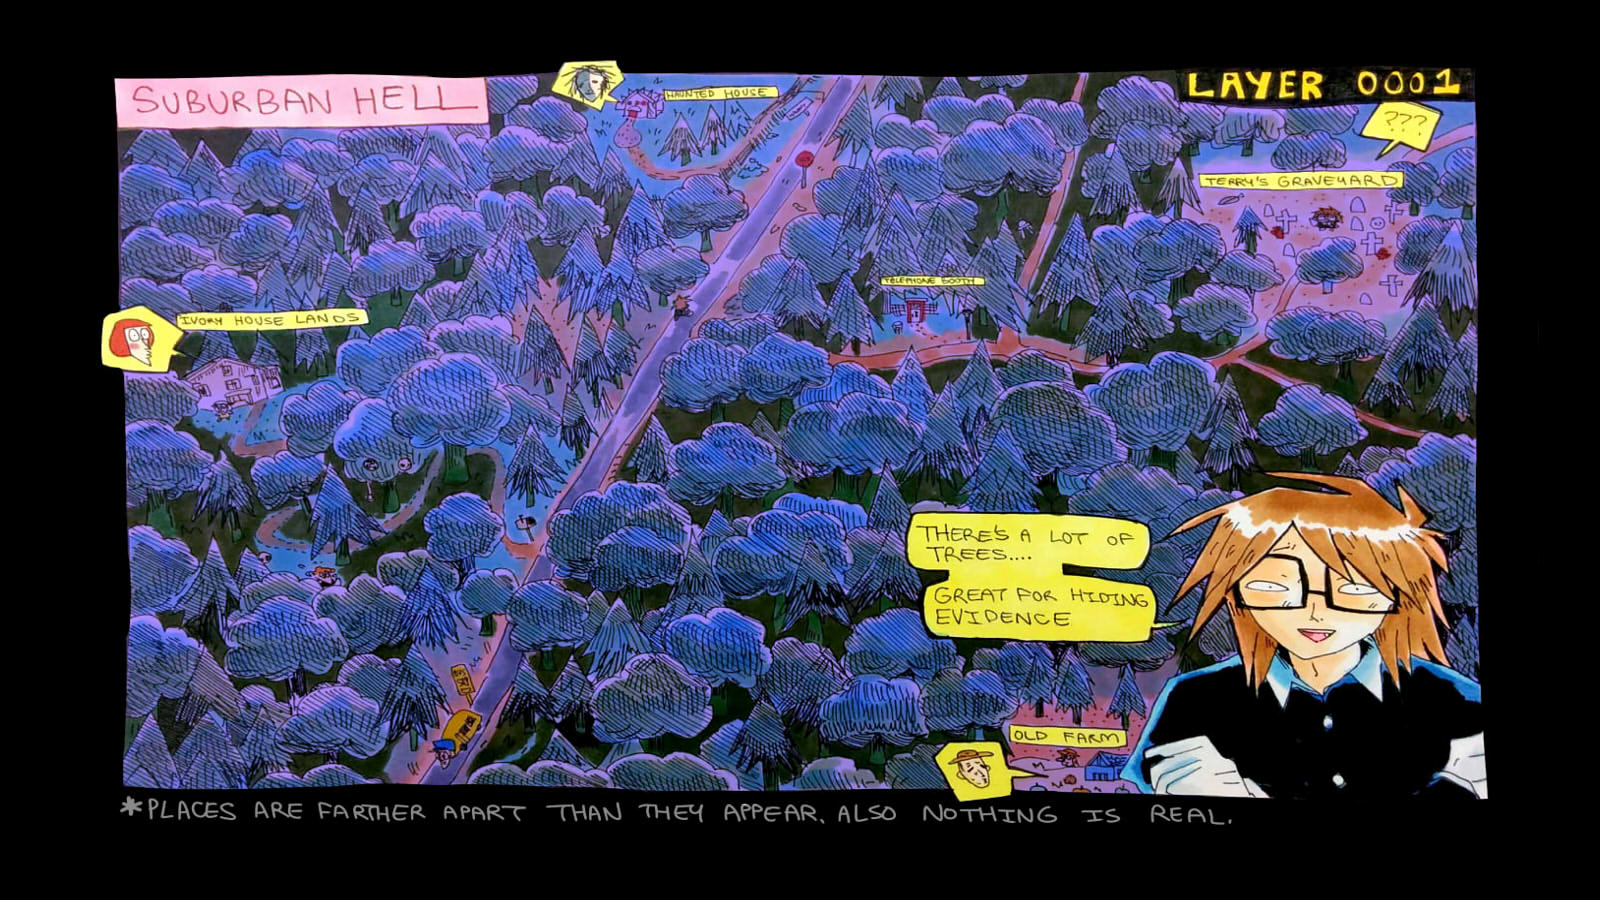 SUBURBAN HELL
LAYER 0001
HAUNTED HOUSE
???
TERRY'S GRAVEYARD
TELEPHONE BOOTH
IVORY HOUSE LANDS
THERE'S A LOT OF
TREES....
GREAT FOR HIDING
EVIDENCE
OLD FARM
*PLACES ARE FARTHER APART THAN THEY APPEAR. ALSO NOTHING IS REAL.